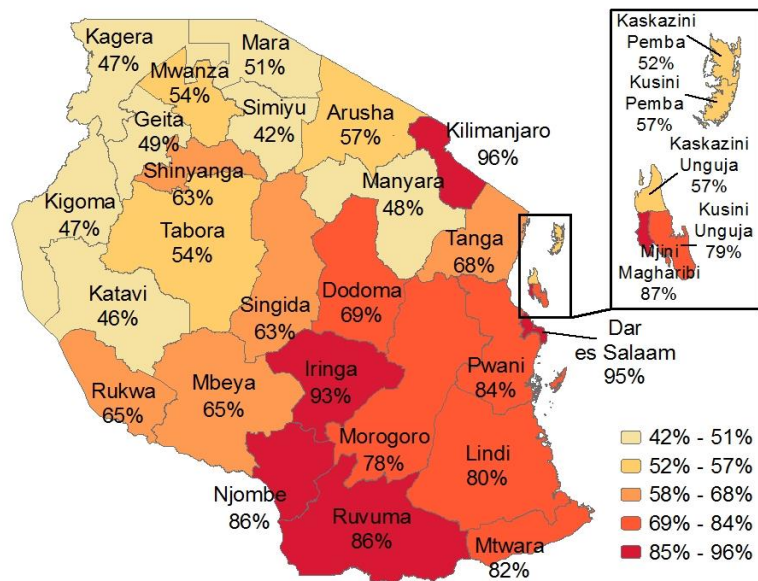 Kagera
47%
Mara
51%
Mwanza
54%
Geita
49%
Simiyu
42%
Arusha
57%
Kilimanjaro
96%
Shinyanga
63%
Kigoma
47%
Tabora
54%
Manyara
48%
Tanga
68%
Katavi
46%
Singida
63%
Dodoma
69%
Dar
es Salaam
95%
Rukwa
65%
Mbeya
65%
Iringa
93%
Pwani
84%
Morogoro
78%
Lindi
80%
Njombe
86%
Ruvuma
86%
Mtwara
82%
Kaskazini
Pemba
52%
Kusini
Pemba
57%
Kaskazini
Unguja
57%
Kusini
Unguja
79%
Mjini
Magharibi
87%
42% - 51%
52% - 57%
58% - 68%
69% - 84%
85% - 96%